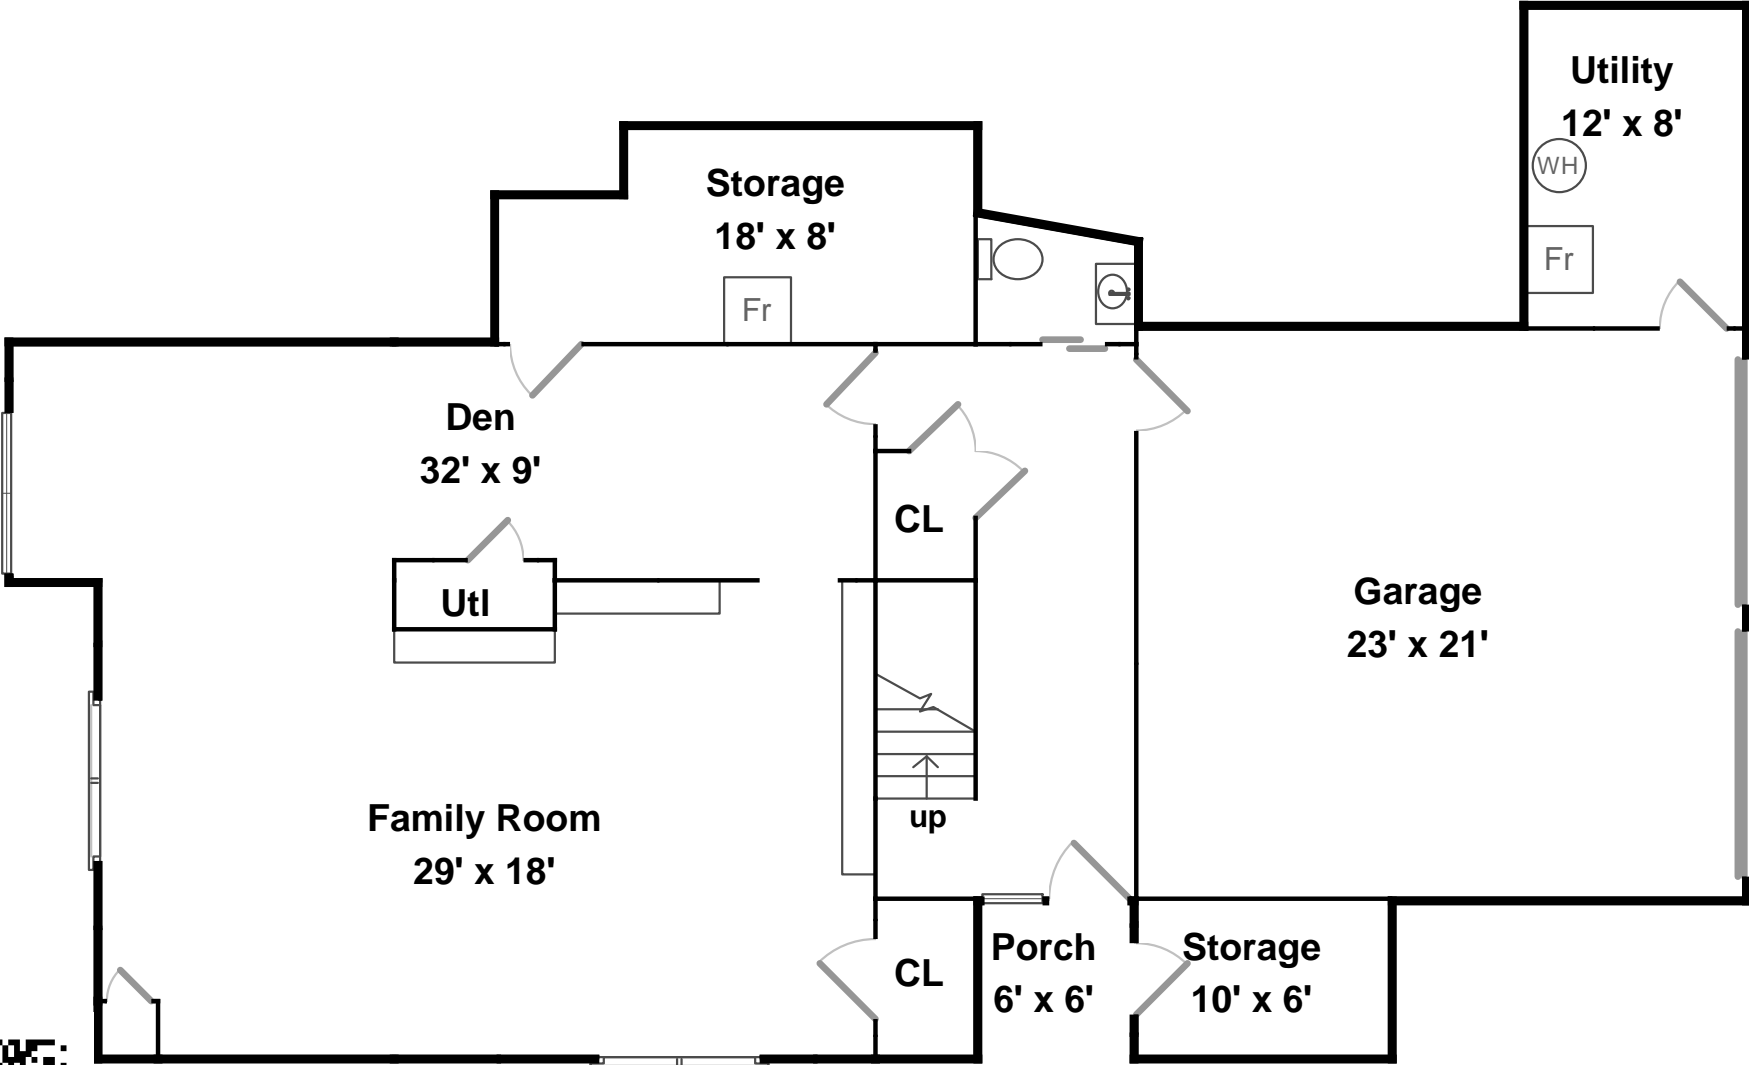 Utility
12' x 8'
WH
Fr
Storage
18' x 8'
Fr
Den
32' x 9'
CL
Utl
Garage
23' x 21'
Family Room
29' x 18'
up
CL
Porch
6' x 6'
Storage
10' x 6'